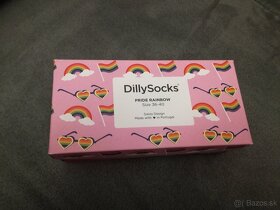 DillySocks
PRIDE RAINBOW
Size 36-40
Swiss Design
Made with ♥ in Portugal
Bazos.sk